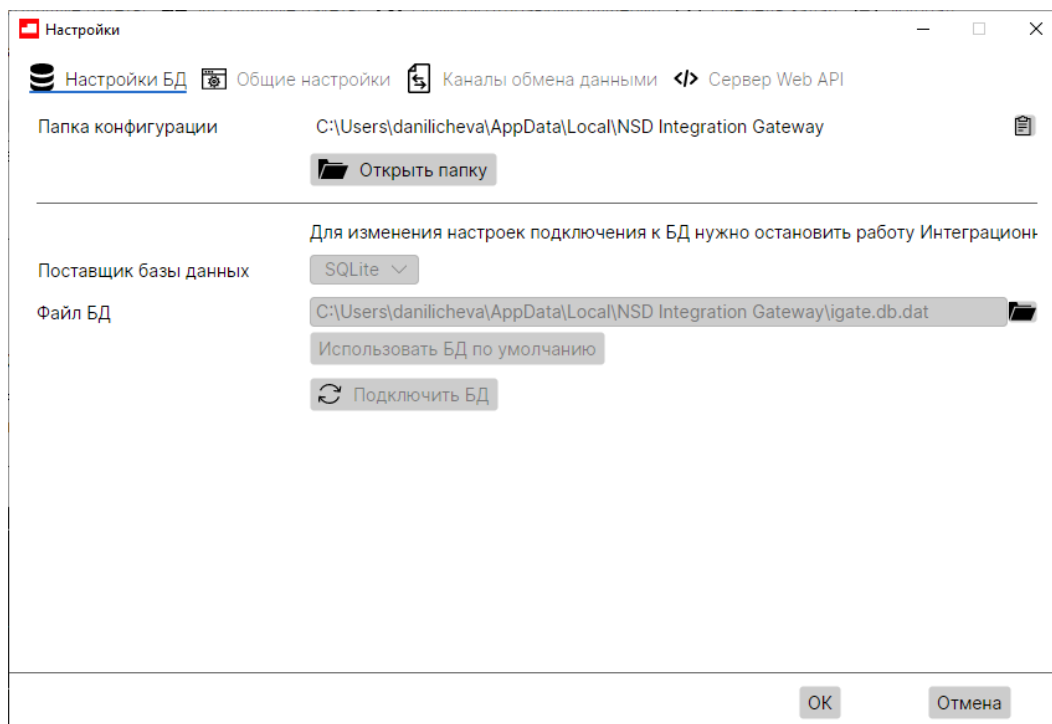 Настройки
Настройки БД Общие настройки Каналы обмена данными Сервер Web API
Папка конфигурации C:\Users\danilicheva\AppData\Local\NSD Integration Gateway
Открыть папку
Для изменения настроек подключения к БД нужно остановить работу Интеграционн
Поставщик базы данных SQLite
Файл БД C:\Users\danilicheva\AppData\Local\NSD Integration Gateway\igate.db.dat
Использовать БД по умолчанию
Подключить БД
ОК Отмена